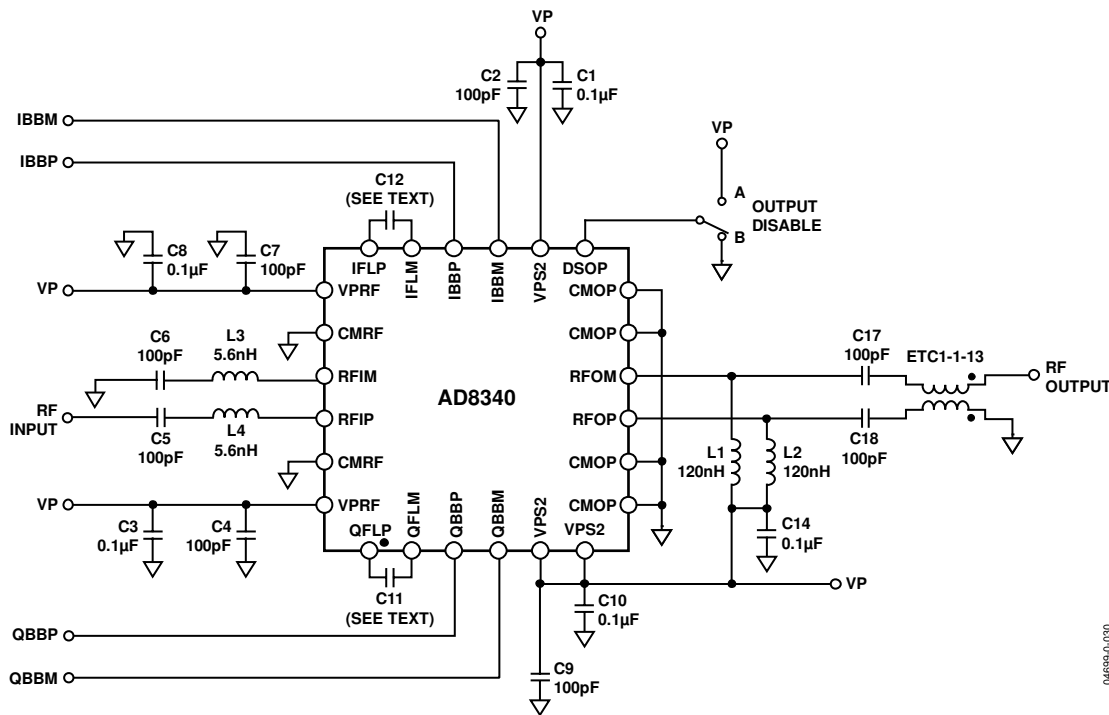 VP
C2
100pF
C1
0.1µF
IBBM
IBBP
VP
C12
(SEE TEXT)
A
OUTPUT
DISABLE
B
C8
0.1µF
C7
100pF
IFLP
IFLM
IBBP
IBBM
VPS2
DSOP
VP
VPRF
CMOP
C6
100pF
L3
5.6nH
CMRF
CMOP
C17
100pF
ETC1-1-13
RFIM
RFOM
RF
OUTPUT
AD8340
RF
INPUT
C5
100pF
L4
5.6nH
RFIP
RFOP
C18
100pF
L1
120nH
L2
120nH
CMRF
CMOP
VP
VPRF
CMOP
C3
0.1µF
C4
100pF
QFLP
QFLM
QBBP
QBBM
VPS2
VPS2
C14
0.1µF
C11
(SEE TEXT)
C10
0.1µF
VP
QBBP
QBBM
C9
100pF
04699-0-030